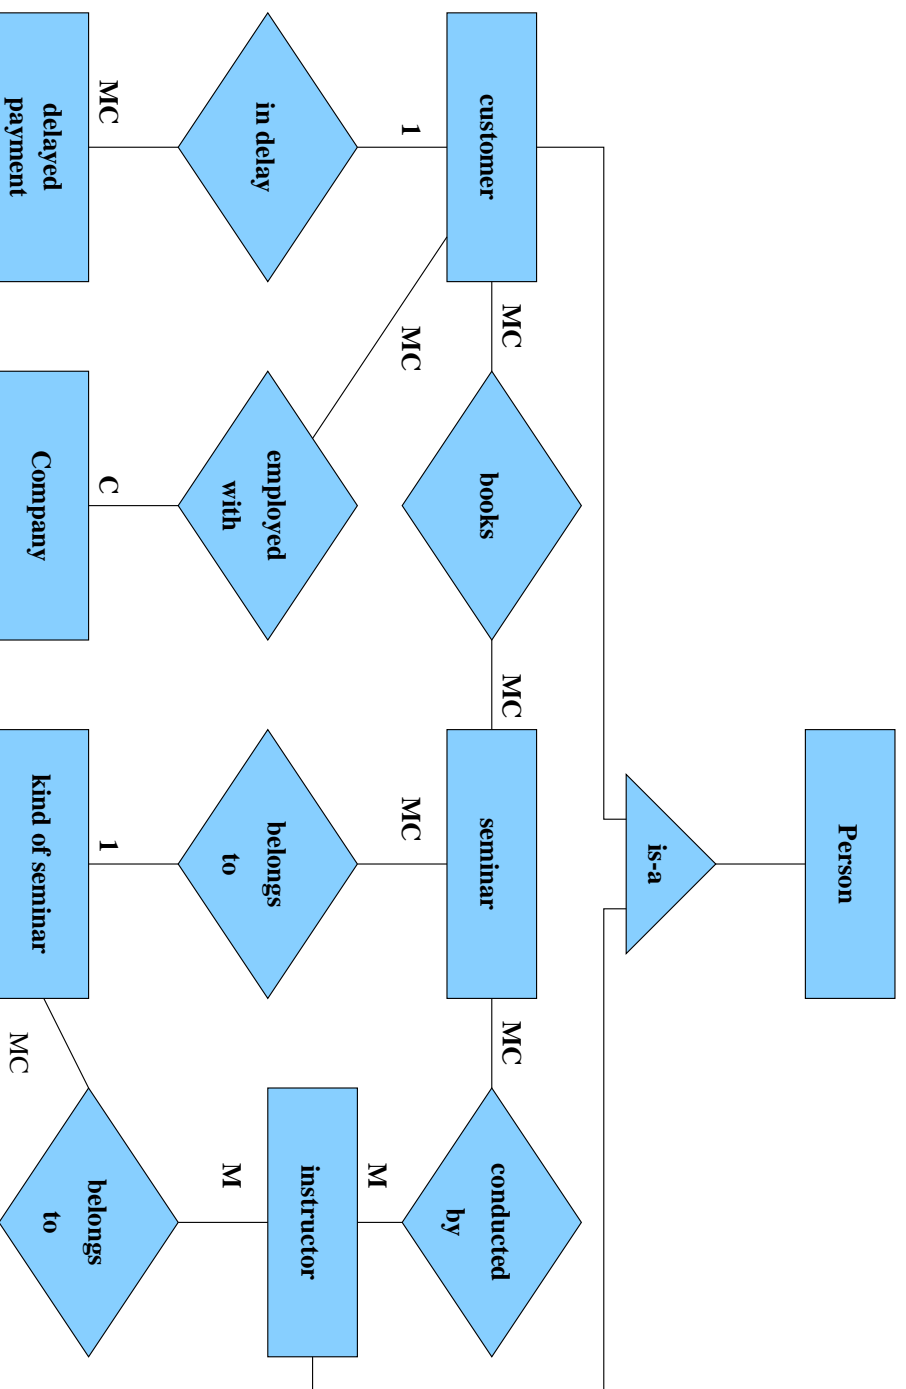 Person
is-a
MC
MC
MC
customer
books
seminar
conducted
by
1
MC
MC
M
in delay
employed
with
belongs
to
instructor
M
MC
C
1
delayed
payment
Company
kind of seminar
belongs
to
MC